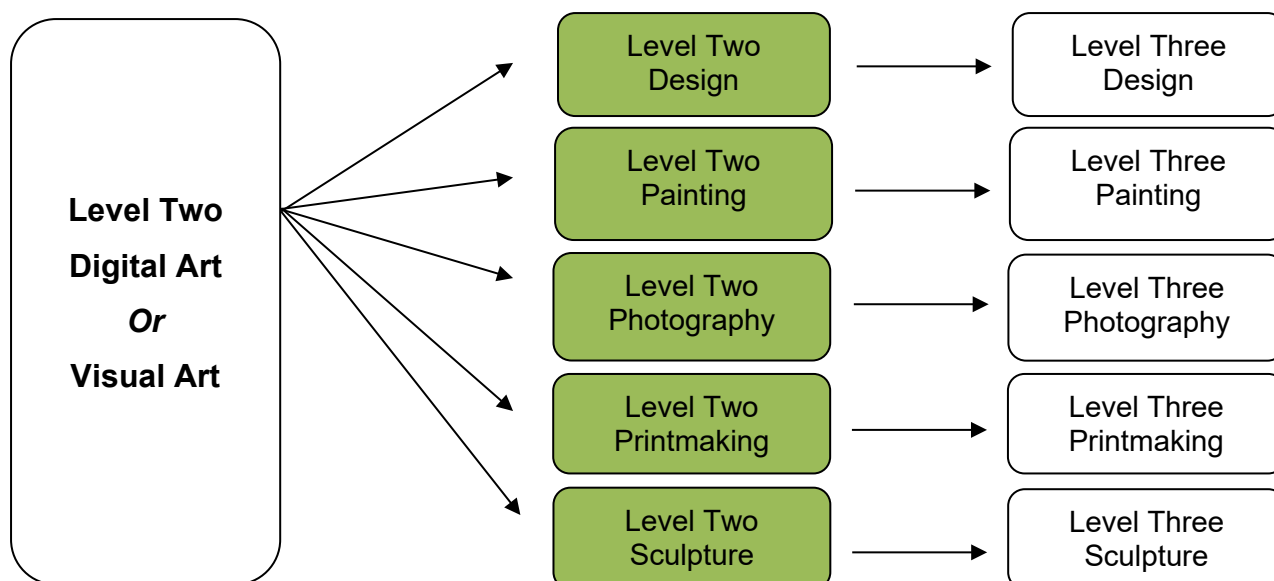 Level Two
Digital Art
Or
Visual Art
Level Two
Design
Level Three
Design
Level Two
Painting
Level Three
Painting
Level Two
Photography
Level Three
Photography
Level Two
Printmaking
Level Three
Printmaking
Level Two
Sculpture
Level Three
Sculpture